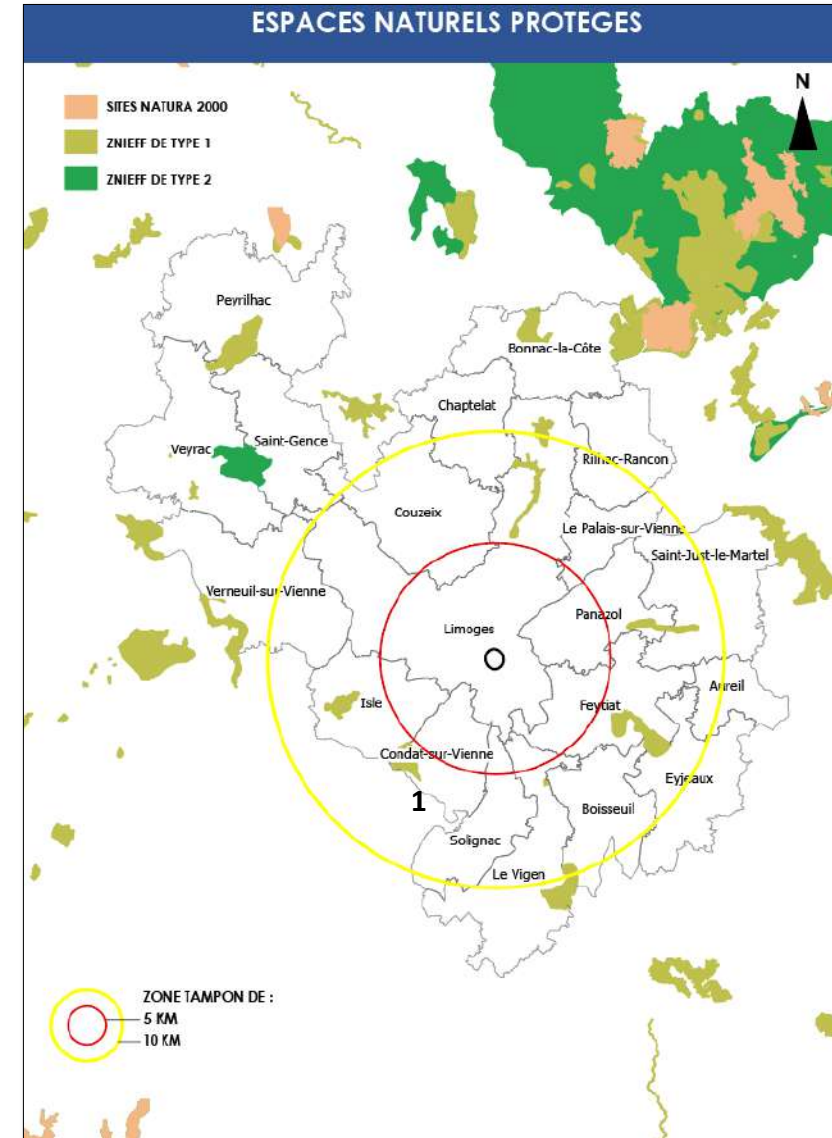 ESPACES NATURELS PROTEGES
N
SITES NATURA 2000
ZNIEFF DE TYPE 1
ZNIEFF DE TYPE 2
Peyrilhac
Bonnac-la-Côte
Chaptelat
Veyrac
Saint-Gence
Rilhac-Rancon
Couzeix
Le Palais-sur-Vienne
Saint-Just-le-Martel
Verneuil-sur-Vienne
Panazol
Limoges
Aureil
Isle
Feytiat
Condat-sur-Vienne
Eyjeaux
1
Boisseuil
Solignac
Le Vigen
ZONE TAMPON DE :
5 KM
10 KM